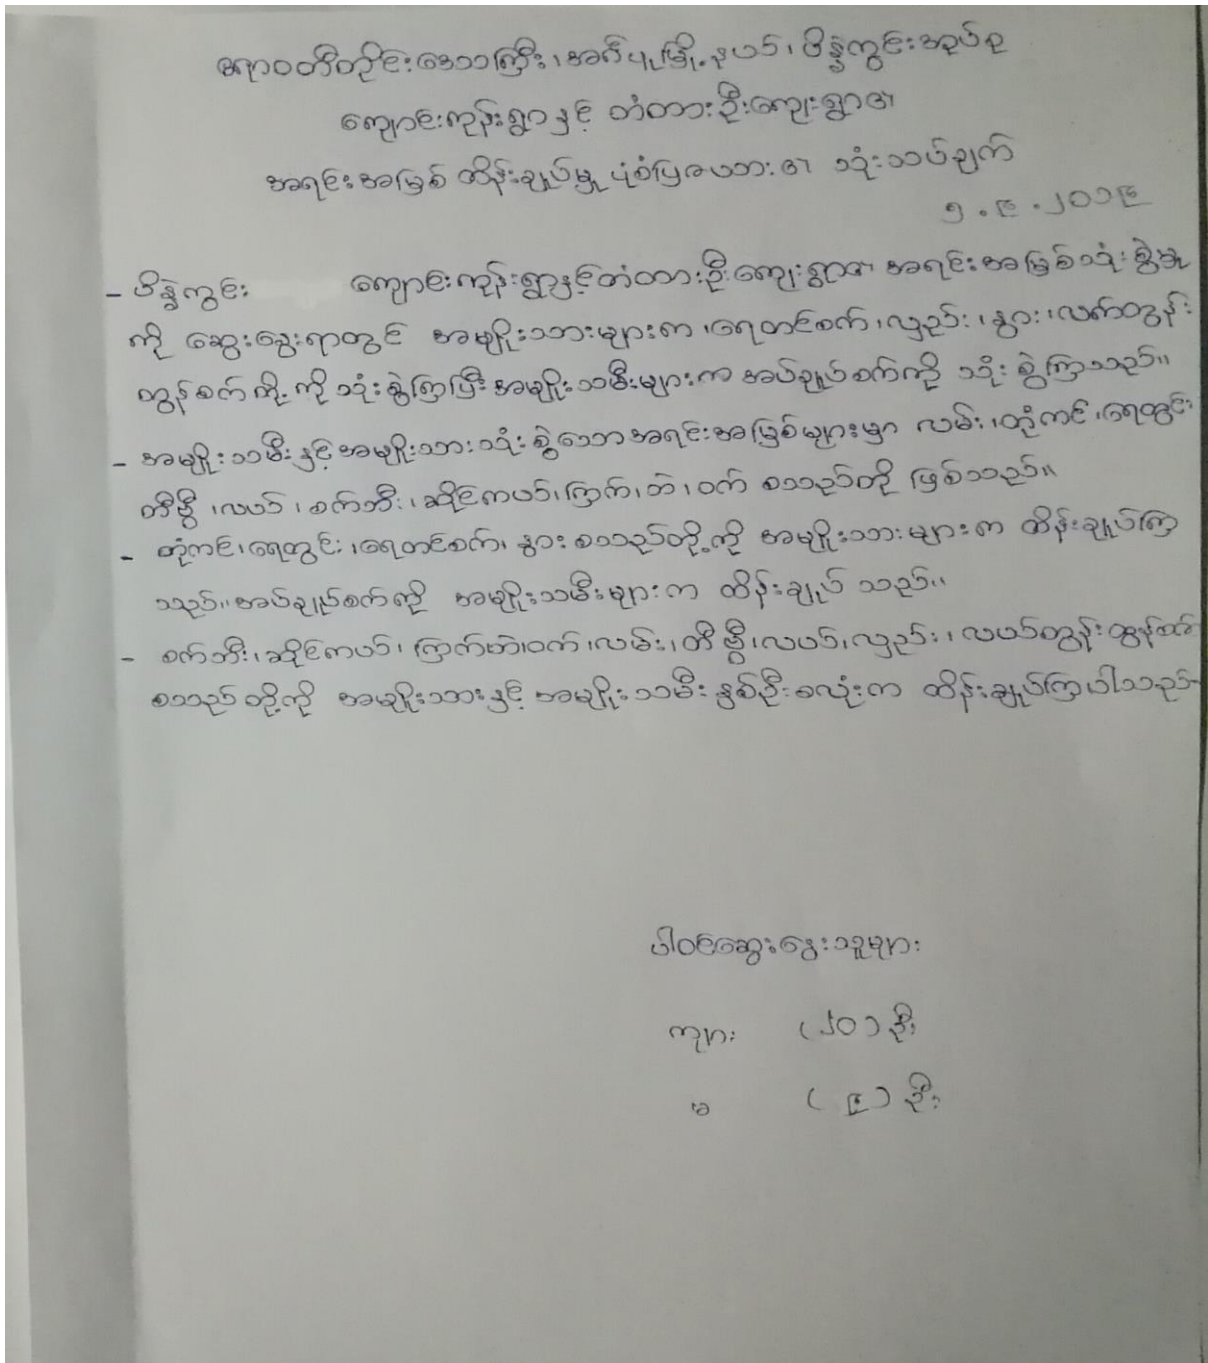 ဧရာဝတီတိုင်းဒေသကြီး၊ အင်္ဂပူမြို့နယ်၊ ပိန္နဲကွင်းအုပ်စု
ကျောင်းကုန်းရွာနှင့် တံတားဦးကျေးရွာ၏
အရင်းအမြစ် ထိန်းချုပ်မှု ပုံစံပြဇယား၏ သုံးသပ်ချက်
၅.၉.၂၀၁၉
- ပိန္နဲကွင်း ကျောင်းကုန်းရွာနှင့်တံတားဦးကျေးရွာ၏ အရင်းအမြစ်သုံးစွဲမှု
ကို ဆွေးနွေးရာတွင် အမျိုးသားများက ၊ရေတင်စက် ၊လှည်း ၊နွား ၊လက်တွန်း
ထွန်စက်တို့ကို သုံးစွဲကြပြီး အမျိုးသမီးများက အပ်ချုပ်စက်ကို သုံးစွဲကြသည်။
- အမျိုးသမီးနှင့်အမျိုးသားသုံးစွဲသောအရင်းအမြစ်များမှာ လမ်း ၊တုံကင် ၊ရေတွင်း
တီဗွီ ၊လယ် ၊စက်ဘီး ၊ဆိုင်ကယ်၊ကြက်၊ဘဲ၊ဝက် စသည်တို့ ဖြစ်သည်။
- တုံကင်၊ရေတွင်း ၊ရေတင်စက်၊ နွား စသည်တို့ကို အမျိုးသားများက ထိန်းချုပ်ကြ
သည်။ အပ်ချုပ်စက်ကို အမျိုးသမီးများက ထိန်းချုပ် သည်။
- စက်ဘီး၊ဆိုင်ကယ်၊ ကြက်ဘဲဝက် ၊လမ်း ၊တီဗွီ၊လယ်၊လှည်း ၊ လယ်တွန်းထွန်စက်
စသည်တို့ကို အမျိုးသားနှင့် အမျိုးသမီး နှစ်ဦးစလုံးက ထိန်းချုပ်ကြပါသည်
ပါဝင်ဆွေးနွေးသူများ
ကျား (၂၀) ဦး
မ (၉) ဦး